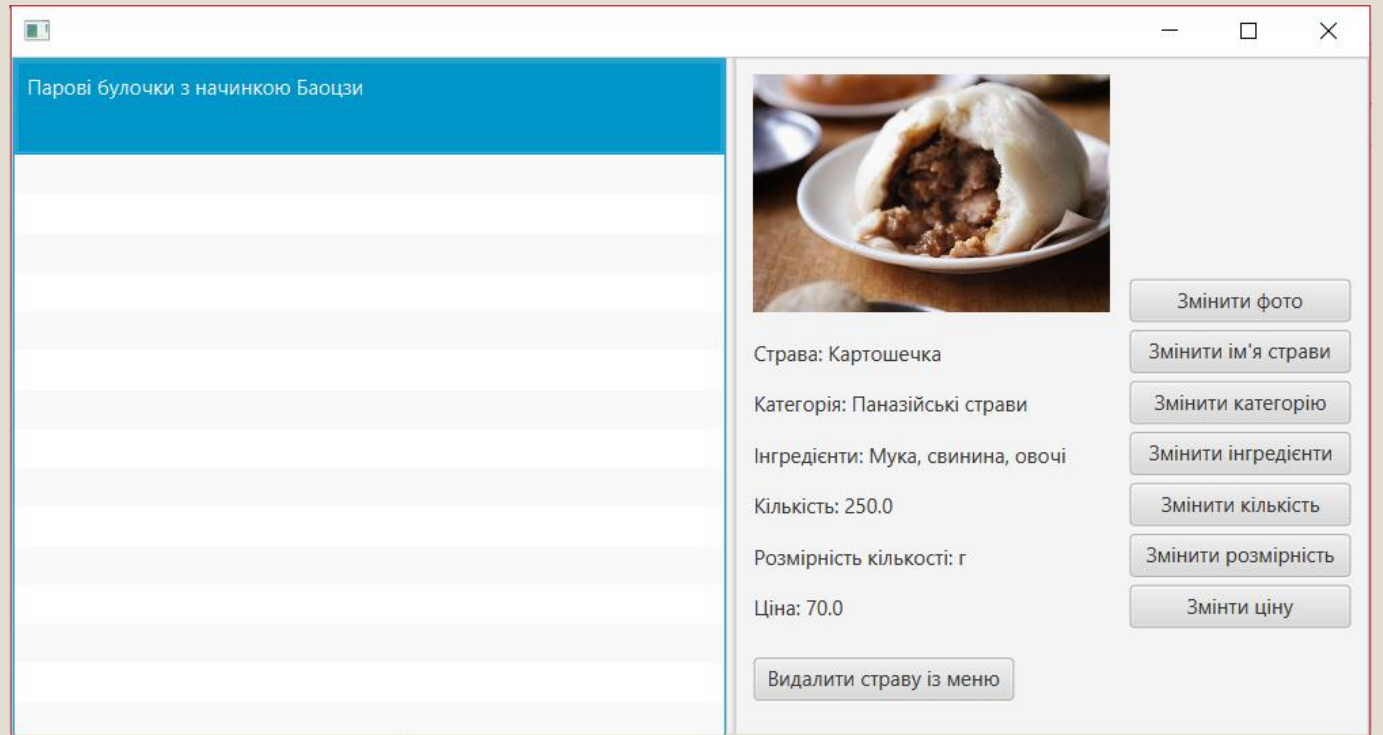 Парові булочки з начинкою Баоцзи
Змінити фото
Страва: Картошечка
Змінити ім'я страви
Категорія: Паназійські страви
Змінити категорію
Інгредієнти: Мука, свинина, овочі
Змінити інгредієнти
Кількість: 250.0
Змінити кількість
Розмірність кількості: г
Змінити розмірність
Ціна: 70.0
Змінти ціну
Видалити страву із меню